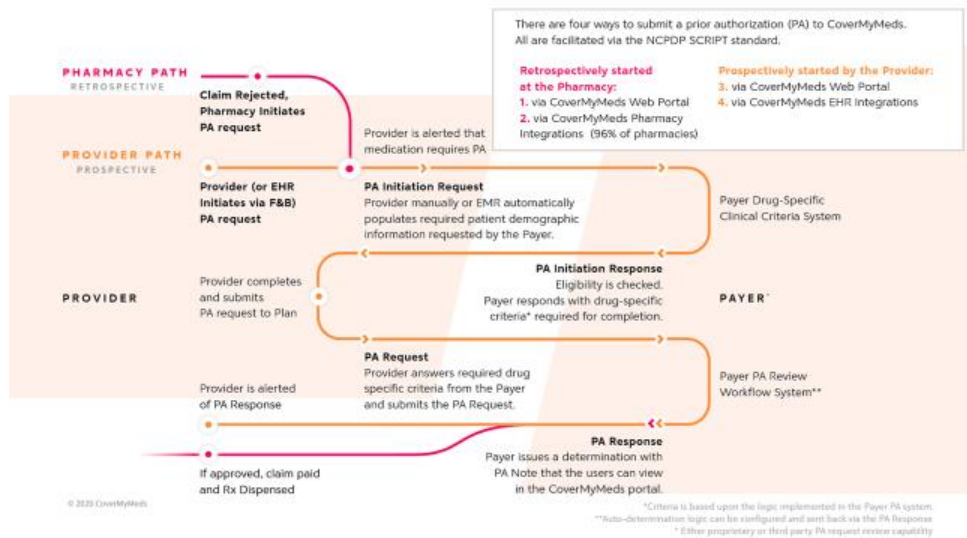 There are four ways to submit a prior authorization (PA) to CoverMyMeds.
All are facilitated via the NCPDP SCRIPT standard.
Retrospectively started
at the Pharmacy:
1. via CoverMyMeds Web Portal
2. via CoverMyMeds Pharmacy
Integrations (96% of pharmacies)
Prospectively started by the Provider:
3. via CoverMyMeds Web Portal
4. via CoverMyMeds EHR Integrations
PHARMACY PATH
RETROSPECTIVE
Claim Rejected,
Pharmacy Initiates
PA request
Provider is alerted that
medication requires PA
PROVIDER PATH
PROSPECTIVE
Provider (or EHR
Initiates via F&B)
PA request
PA Initiation Request
Provider manually or EMR automatically
populates required patient demographic
information requested by the Payer.
Payer Drug-Specific
Clinical Criteria System
PROVIDER
Provider completes
and submits
PA request to Plan
PA Initiation Response
Eligibility is checked.
Payer responds with drug-specific
criteria* required for completion.
PAYER*
PA Request
Provider answers required drug
specific criteria from the Payer
and submits the PA Request.
Payer PA Review
Workflow System**
Provider is alerted
of PA Response
PA Response
Payer issues a determination with
PA Note that the users can view
in the CoverMyMeds portal.
If approved, claim paid
and Rx Dispensed
© 2020 CoverMyMeds
*Criteria is based upon the logic implemented in the Payer PA system.
**Auto-determination logic can be configured and sent back via the PA Response
* Either proprietary or third party PA request review capability